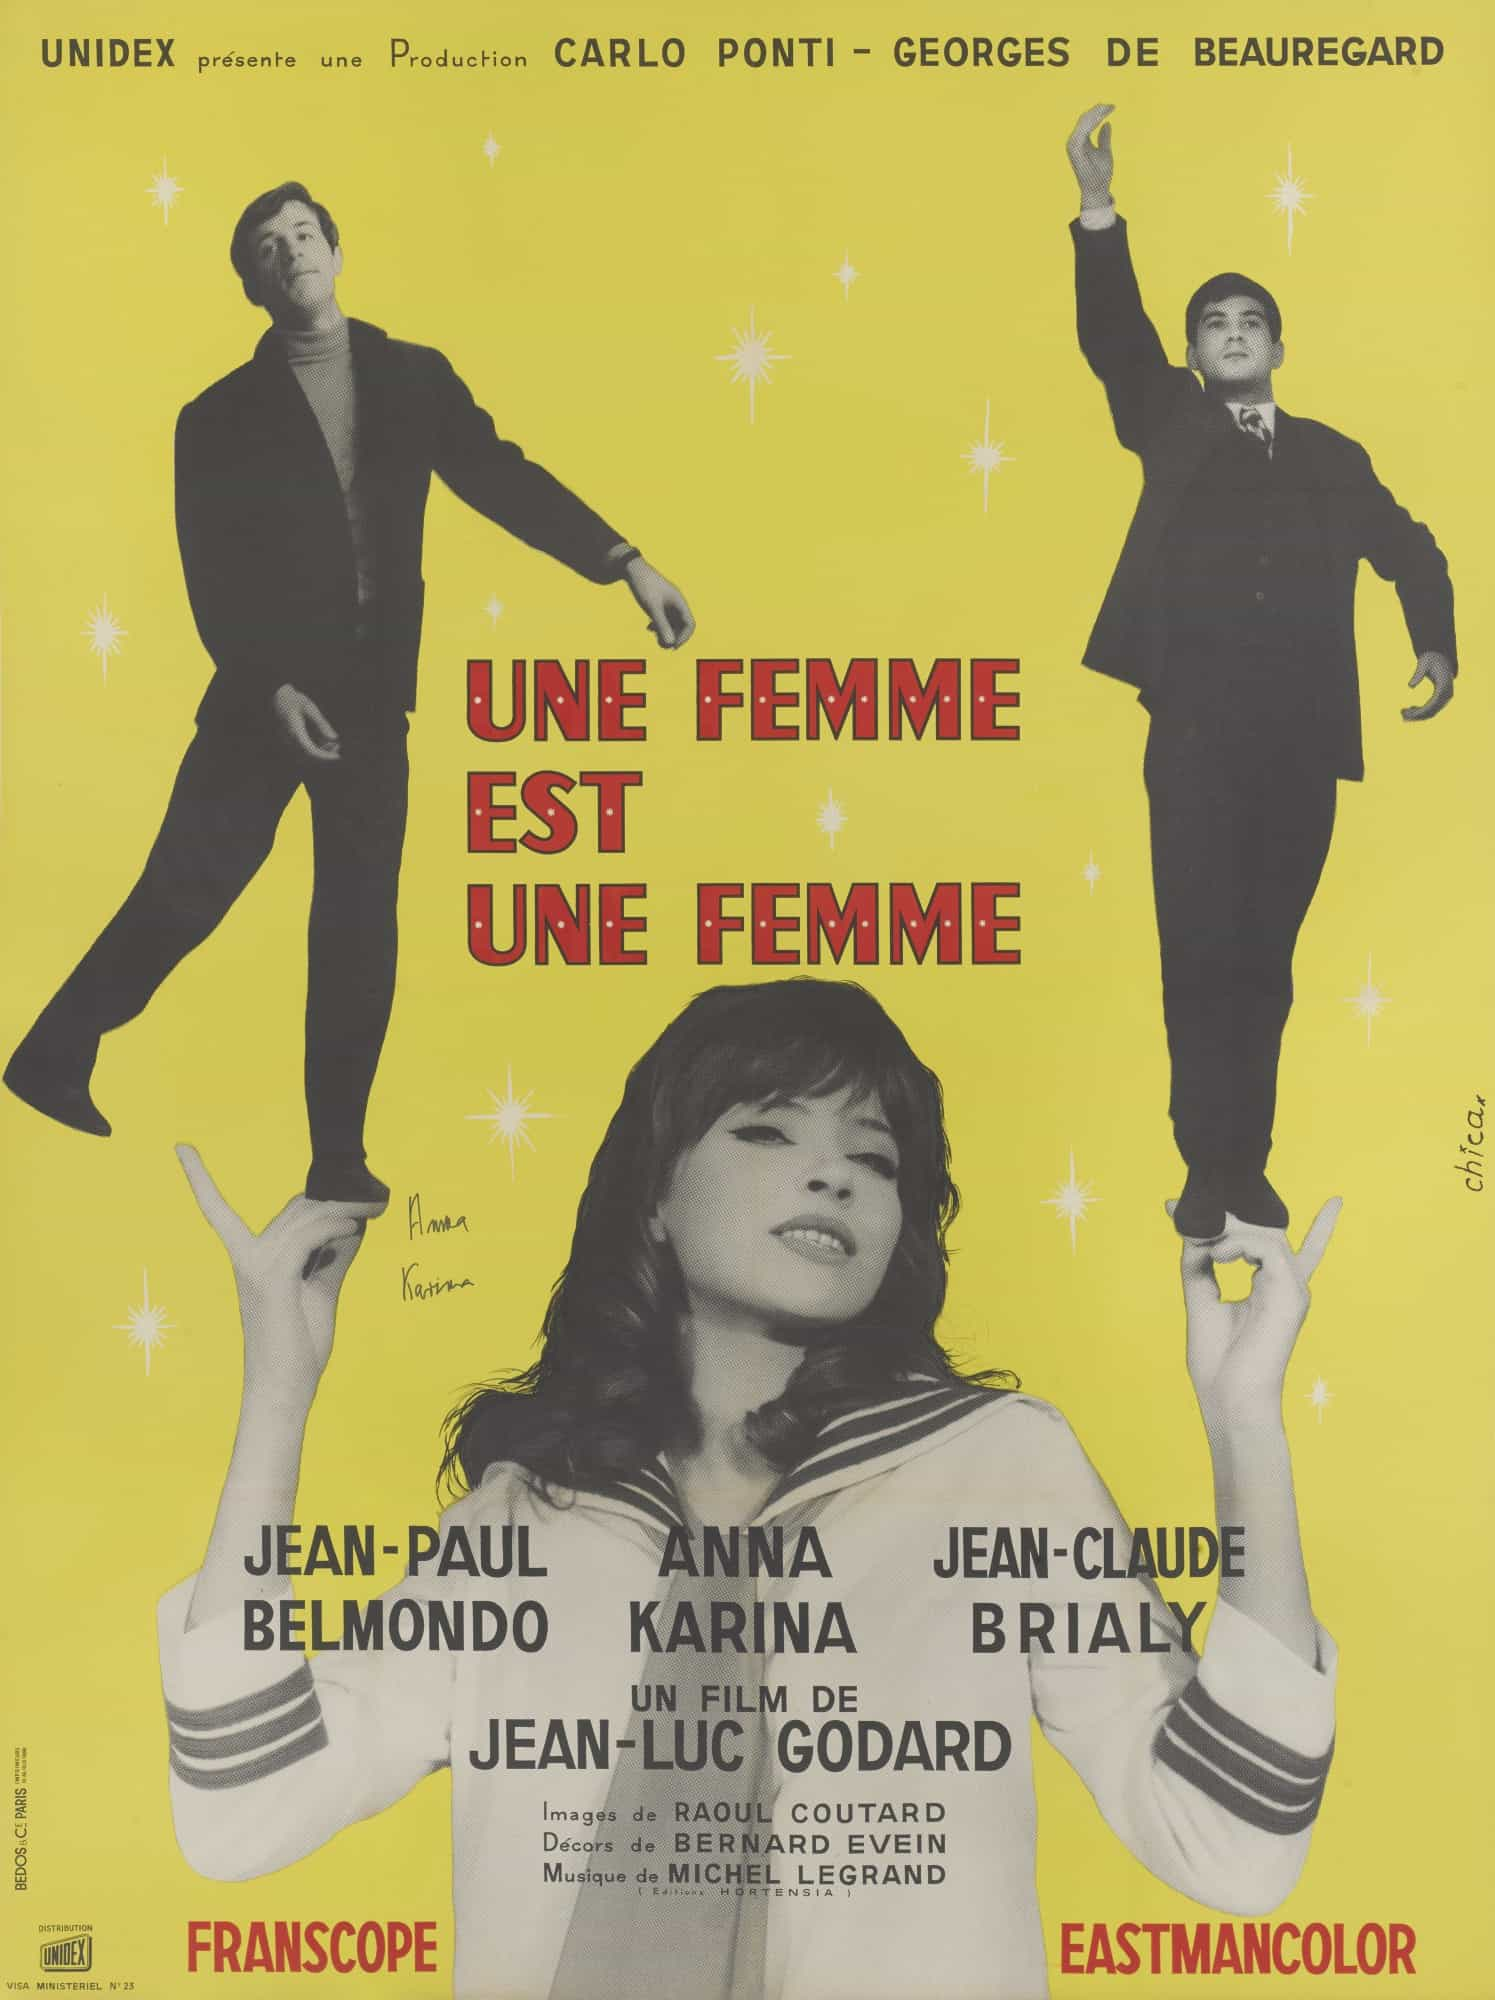 UNIDEX présente une Production CARLO PONTI - GEORGES DE BEAUREGARD
UNE FEMME
EST
UNE FEMME
chica
Anna
Karina
JEAN-PAUL ANNA JEAN-CLAUDE
BELMONDO KARINA BRIALY
UN FILM DE
JEAN-LUC GODARD
Images de RAOUL COUTARD
Décors de BERNARD EVEIN
Musique de MICHEL LEGRAND
( Editions HORTENSIA )
BEDOS & Cie PARIS
DISTRIBUTION
UNIDEX
VISA MINISTERIEL N° 23
FRANSCOPE EASTMANCOLOR